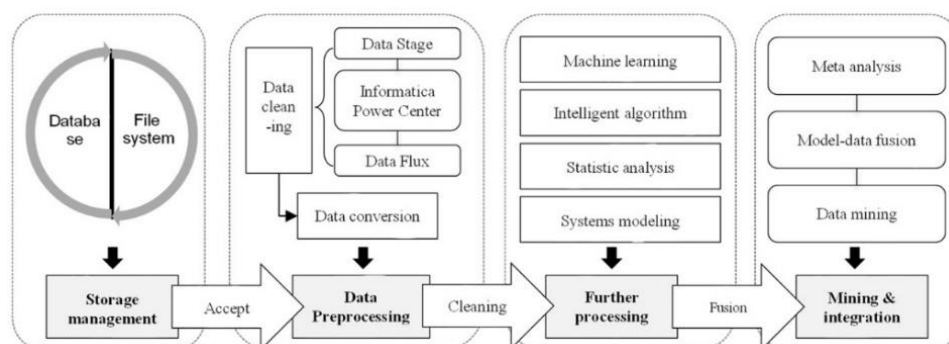 Databa
se
File
system
Storage
management
Accept
Data
clean
-ing
Data Stage
Informatica
Power Center
Data Flux
Data conversion
Data
Preprocessing
Cleaning
Machine learning
Intelligent algorithm
Statistic analysis
Systems modeling
Further
processing
Fusion
Meta analysis
Model-data fusion
Data mining
Mining &
integration